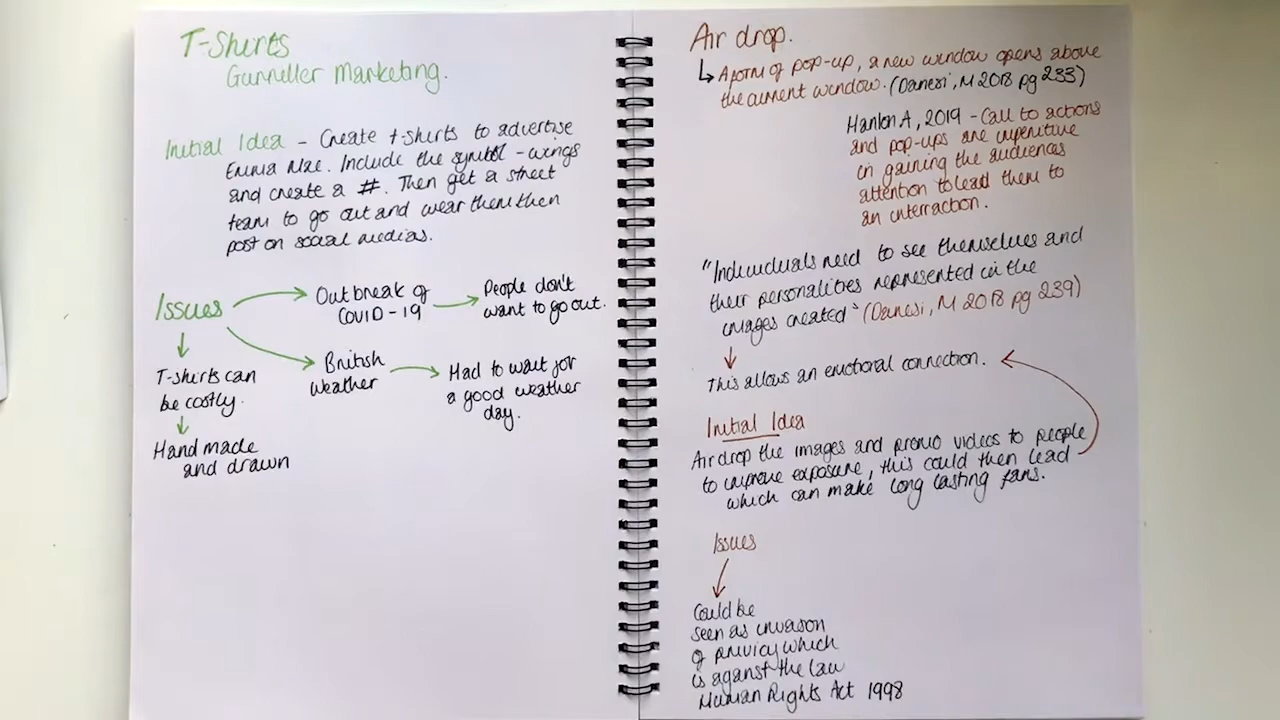 T-Shirts
Gurriller Marketing.
Initial Idea - Create t-shirts to advertise
Emma Mae. Include the symbol - wings
and create a #. Then get a street
team to go out and wear them then
post on social medias.
Issues
Outbreak of
COVID-19
People don't
want to go out.
British
weather
Had to wait for
a good weather
day.
T-shirts can
be costly.
Hand made
and drawn
Air drop.
A form of pop-up, a new window opens above
the current window. (Danesi, M 2018 pg 233)
Hanlon A, 2019 - Call to actions
and pop-ups are imperitive
in gaining the audiences
attention to lead them to
an interraction.
"Individuals need to see themselves and
their personalities represented in the
images created" (Danesi, M 2018 pg 239)
This allows an emotional connection.
Initial Idea
Air drop the images and promo videos to people
to improve exposure, this could then lead
which can make long lasting fans.
Issues
Could be
seen as invasion
of privicy which
is against the law
Human Rights Act 1998